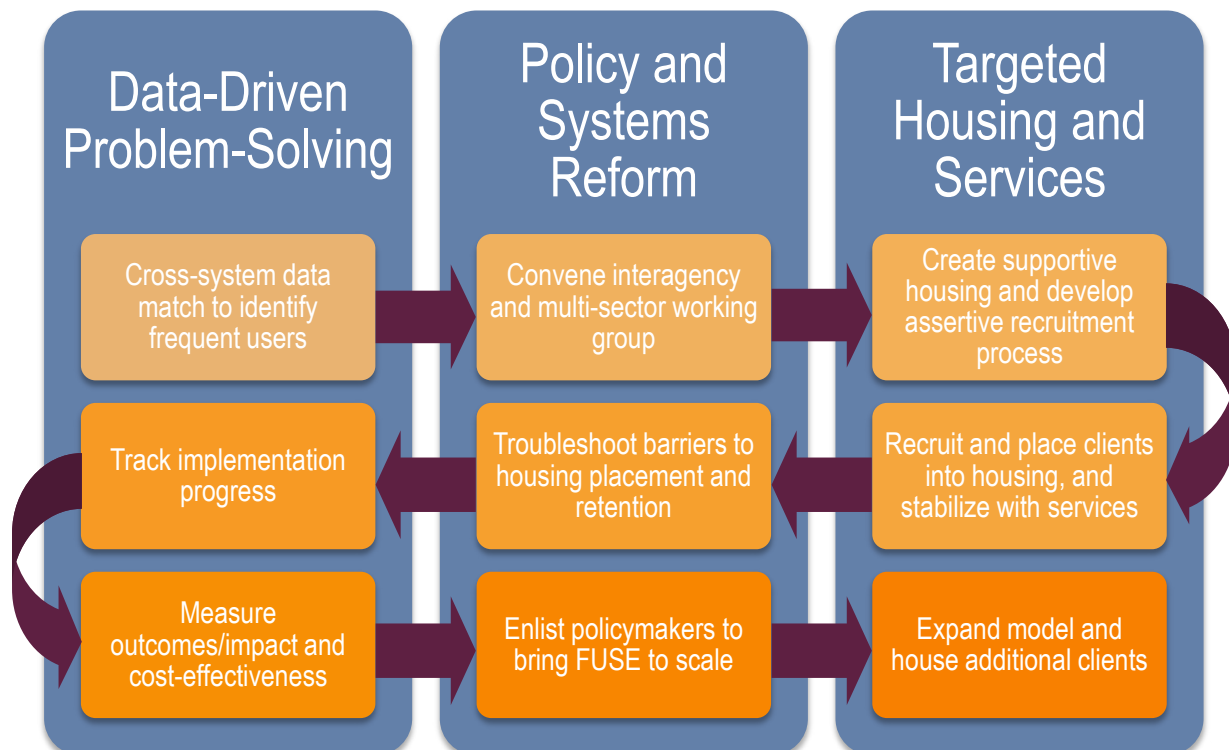 Data-Driven
Problem-Solving
Policy and
Systems
Reform
Targeted
Housing and
Services
Cross-system data
match to identify
frequent users
Convene interagency
and multi-sector working
group
Create supportive
housing and develop
assertive recruitment
process
Track implementation
progress
Troubleshoot barriers to
housing placement and
retention
Recruit and place clients
into housing, and
stabilize with services
Measure
outcomes/impact and
cost-effectiveness
Enlist policymakers to
bring FUSE to scale
Expand model and
house additional clients